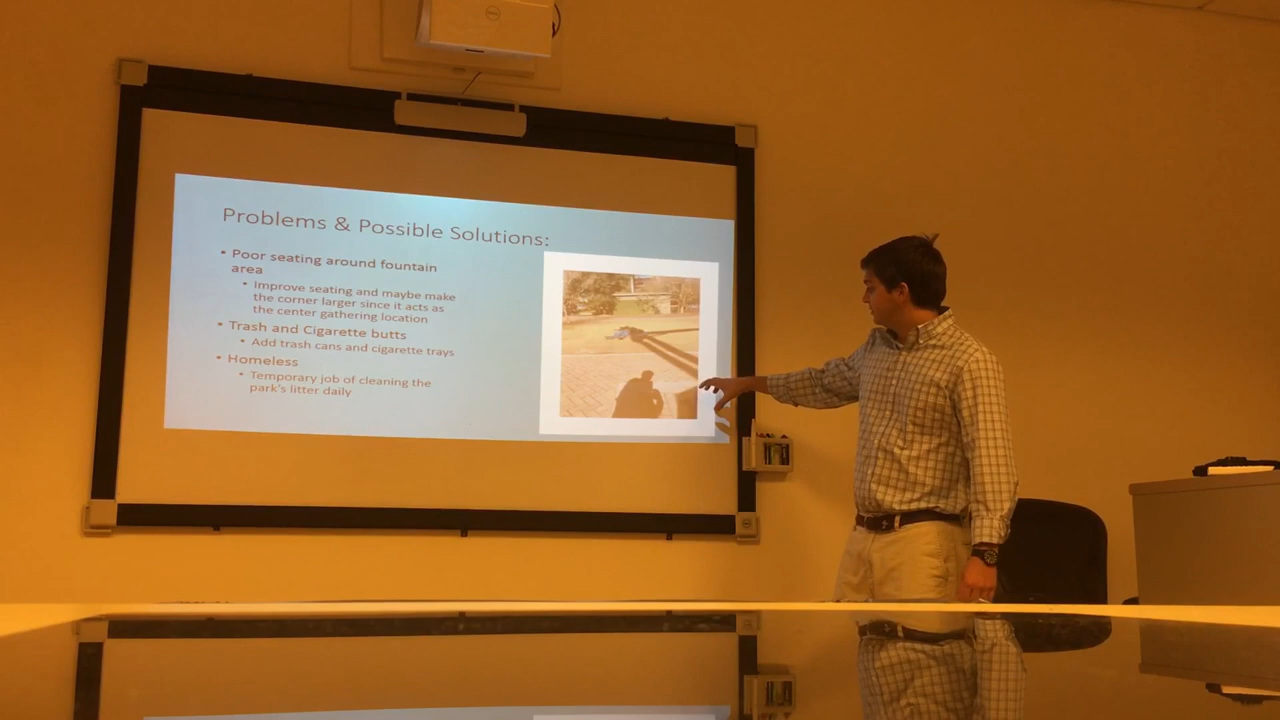 Problems & Possible Solutions:
• Poor seating around fountain
area
• Improve seating and maybe make
the corner larger since it acts as
the center gathering location
• Trash and Cigarette butts
• Add trash cans and cigarette trays
• Homeless
• Temporary job of cleaning the
park's litter daily